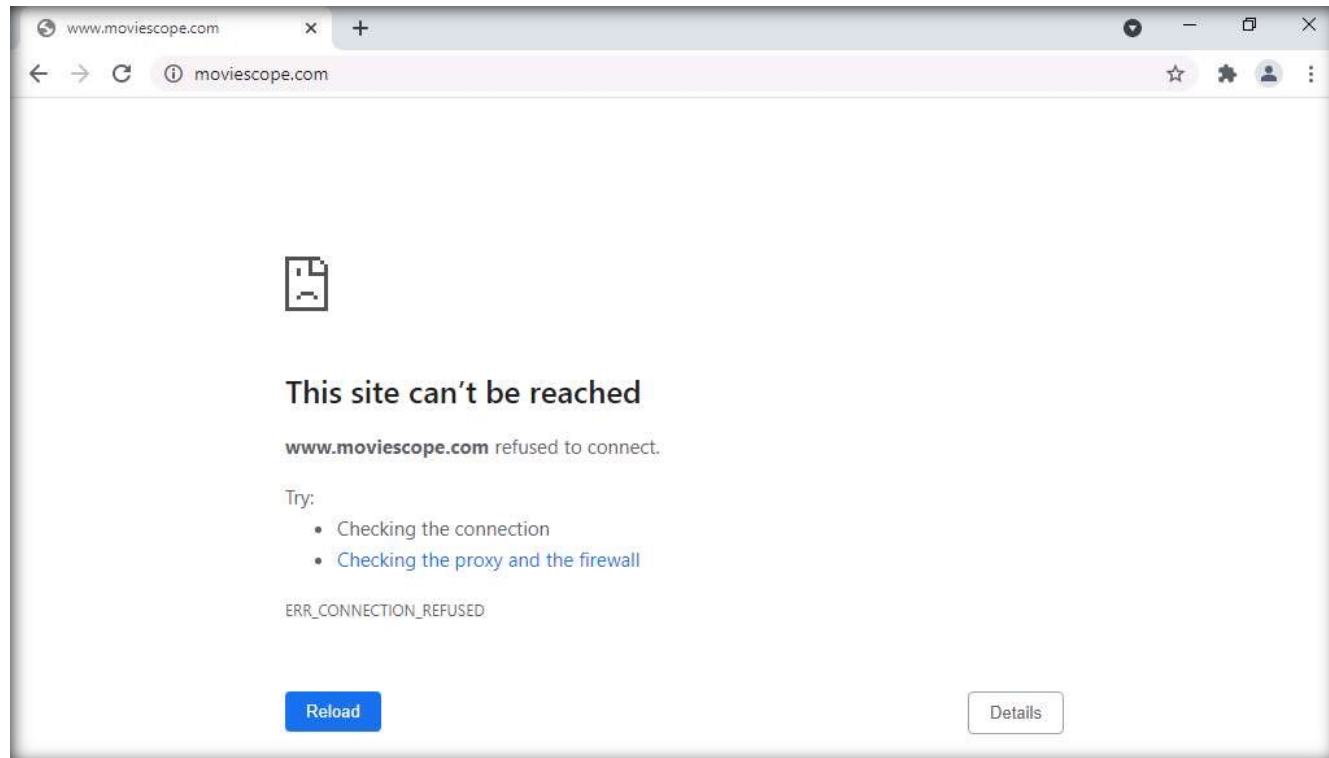 www.moviescope.com
moviescope.com
This site can't be reached
www.moviescope.com refused to connect.
Try:
• Checking the connection
• Checking the proxy and the firewall
ERR_CONNECTION_REFUSED
Reload Details